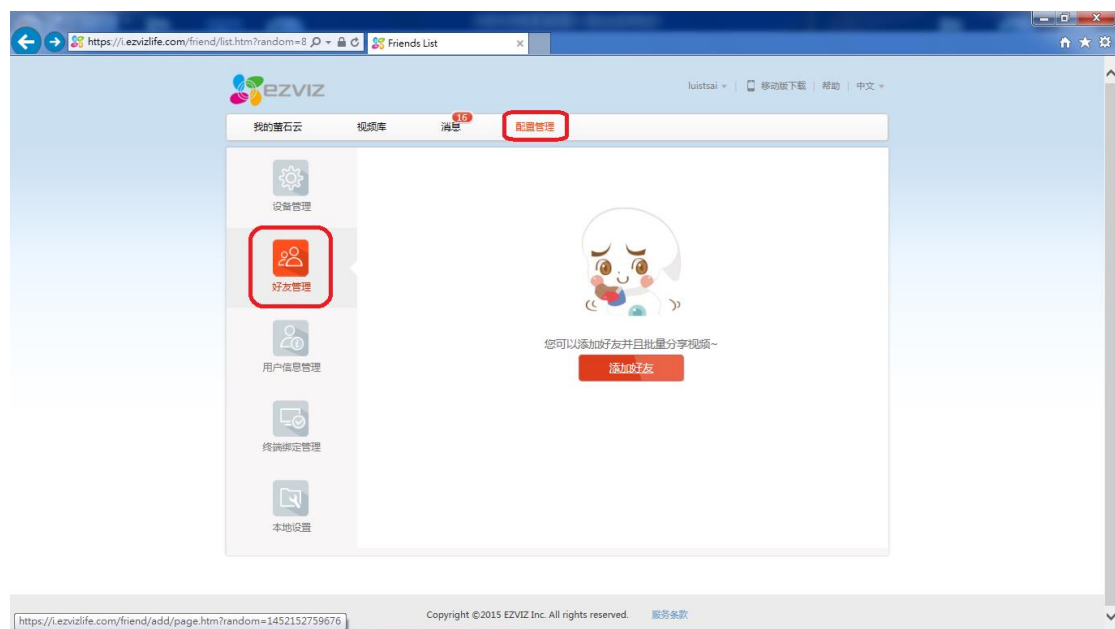 https://i.ezvizlife.com/friend/list.htm?random=8
Friends List
ezviz
luistsai
移动版下载
帮助
中文
我的萤石云
视频库
消息
16
配置管理
设备管理
好友管理
用户信息管理
终端绑定管理
本地设置
您可以添加好友并且批量分享视频~
添加好友
Copyright ©2015 EZVIZ Inc. All rights reserved.
服务条款
https://i.ezvizlife.com/friend/add/page.htm?random=1452152759676